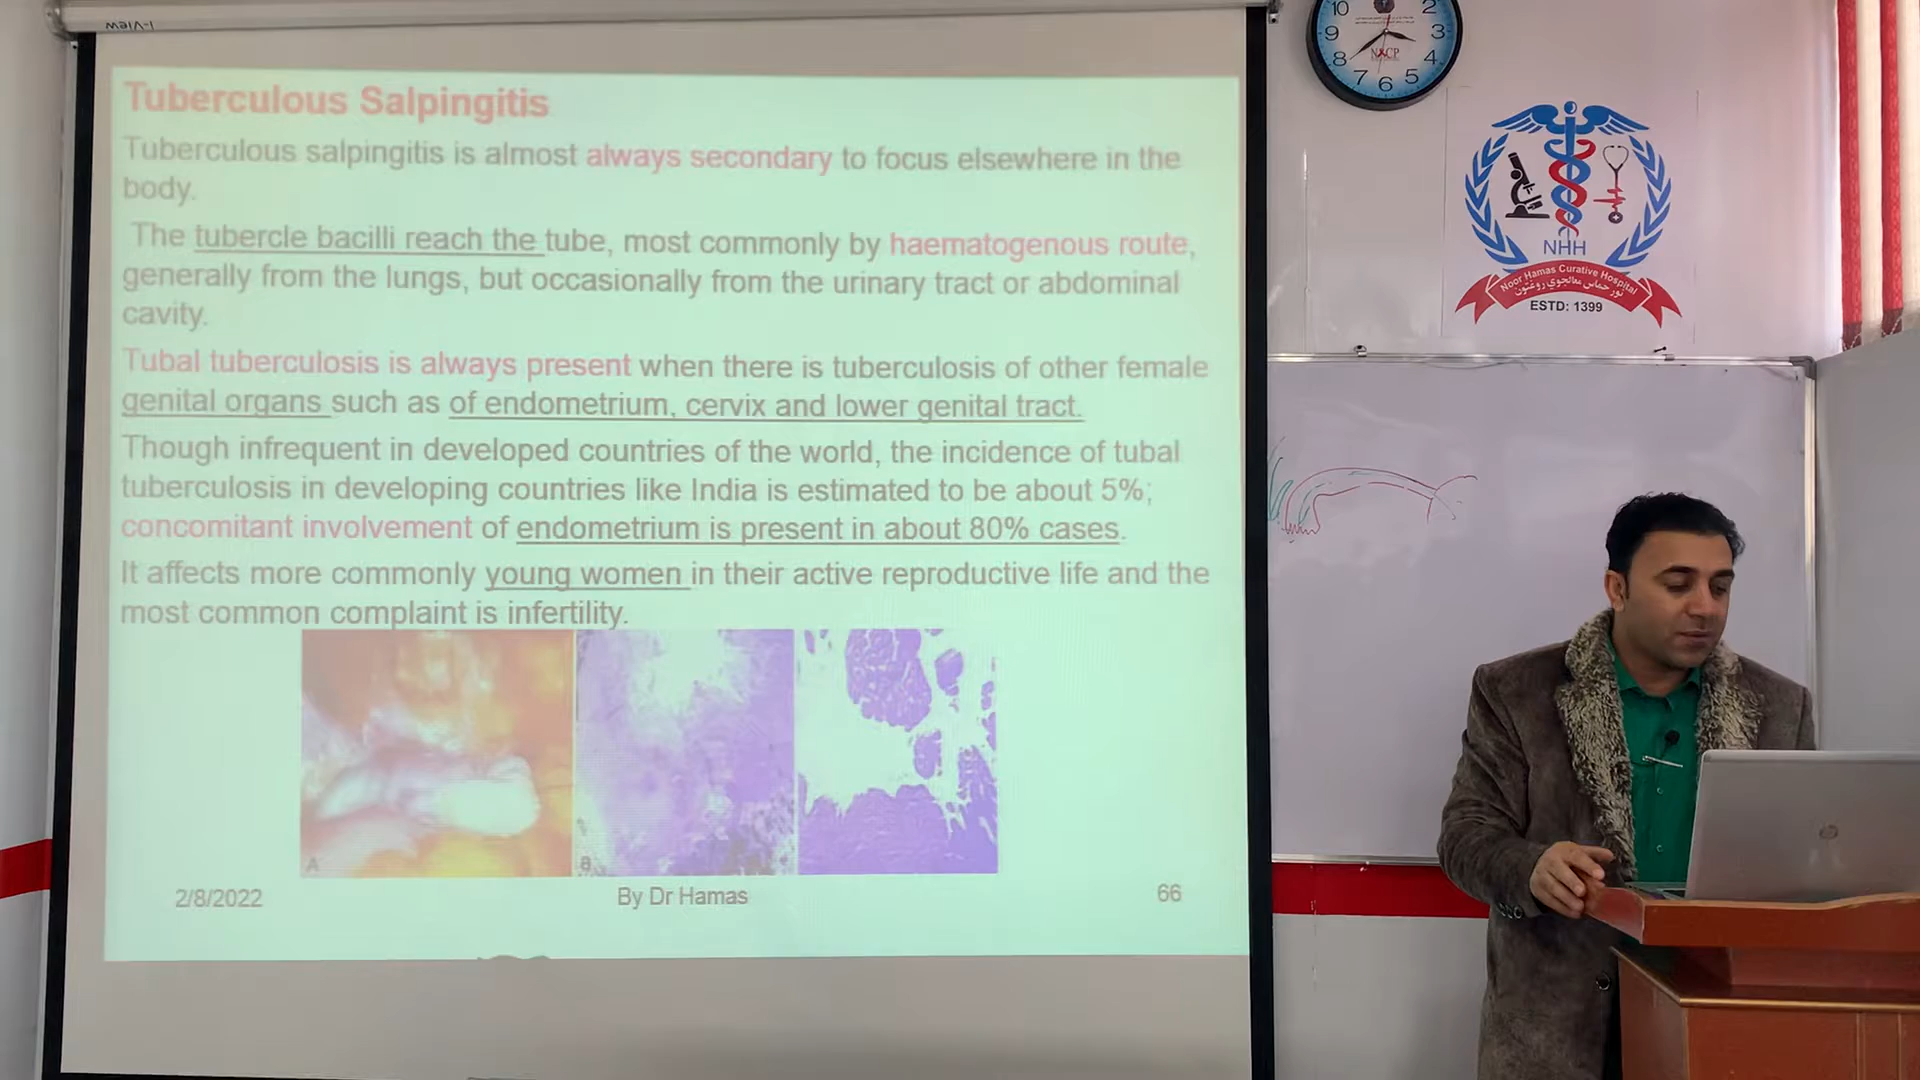 I-View
Tuberculous Salpingitis
Tuberculous salpingitis is almost always secondary to focus elsewhere in the
body.
The tubercle bacilli reach the tube, most commonly by haematogenous route,
generally from the lungs, but occasionally from the urinary tract or abdominal
cavity.
Tubal tuberculosis is always present when there is tuberculosis of other female
genital organs such as of endometrium, cervix and lower genital tract.
Though infrequent in developed countries of the world, the incidence of tubal
tuberculosis in developing countries like India is estimated to be about 5%;
concomitant involvement of endometrium is present in about 80% cases.
It affects more commonly young women in their active reproductive life and the
most common complaint is infertility.
A
B
2/8/2022
By Dr Hamas
66
10
2
9
3
8
4
7
6
5
NHH
Noor Hamas Curative Hospital
نور حماس معالجوي روغتون
ESTD: 1399